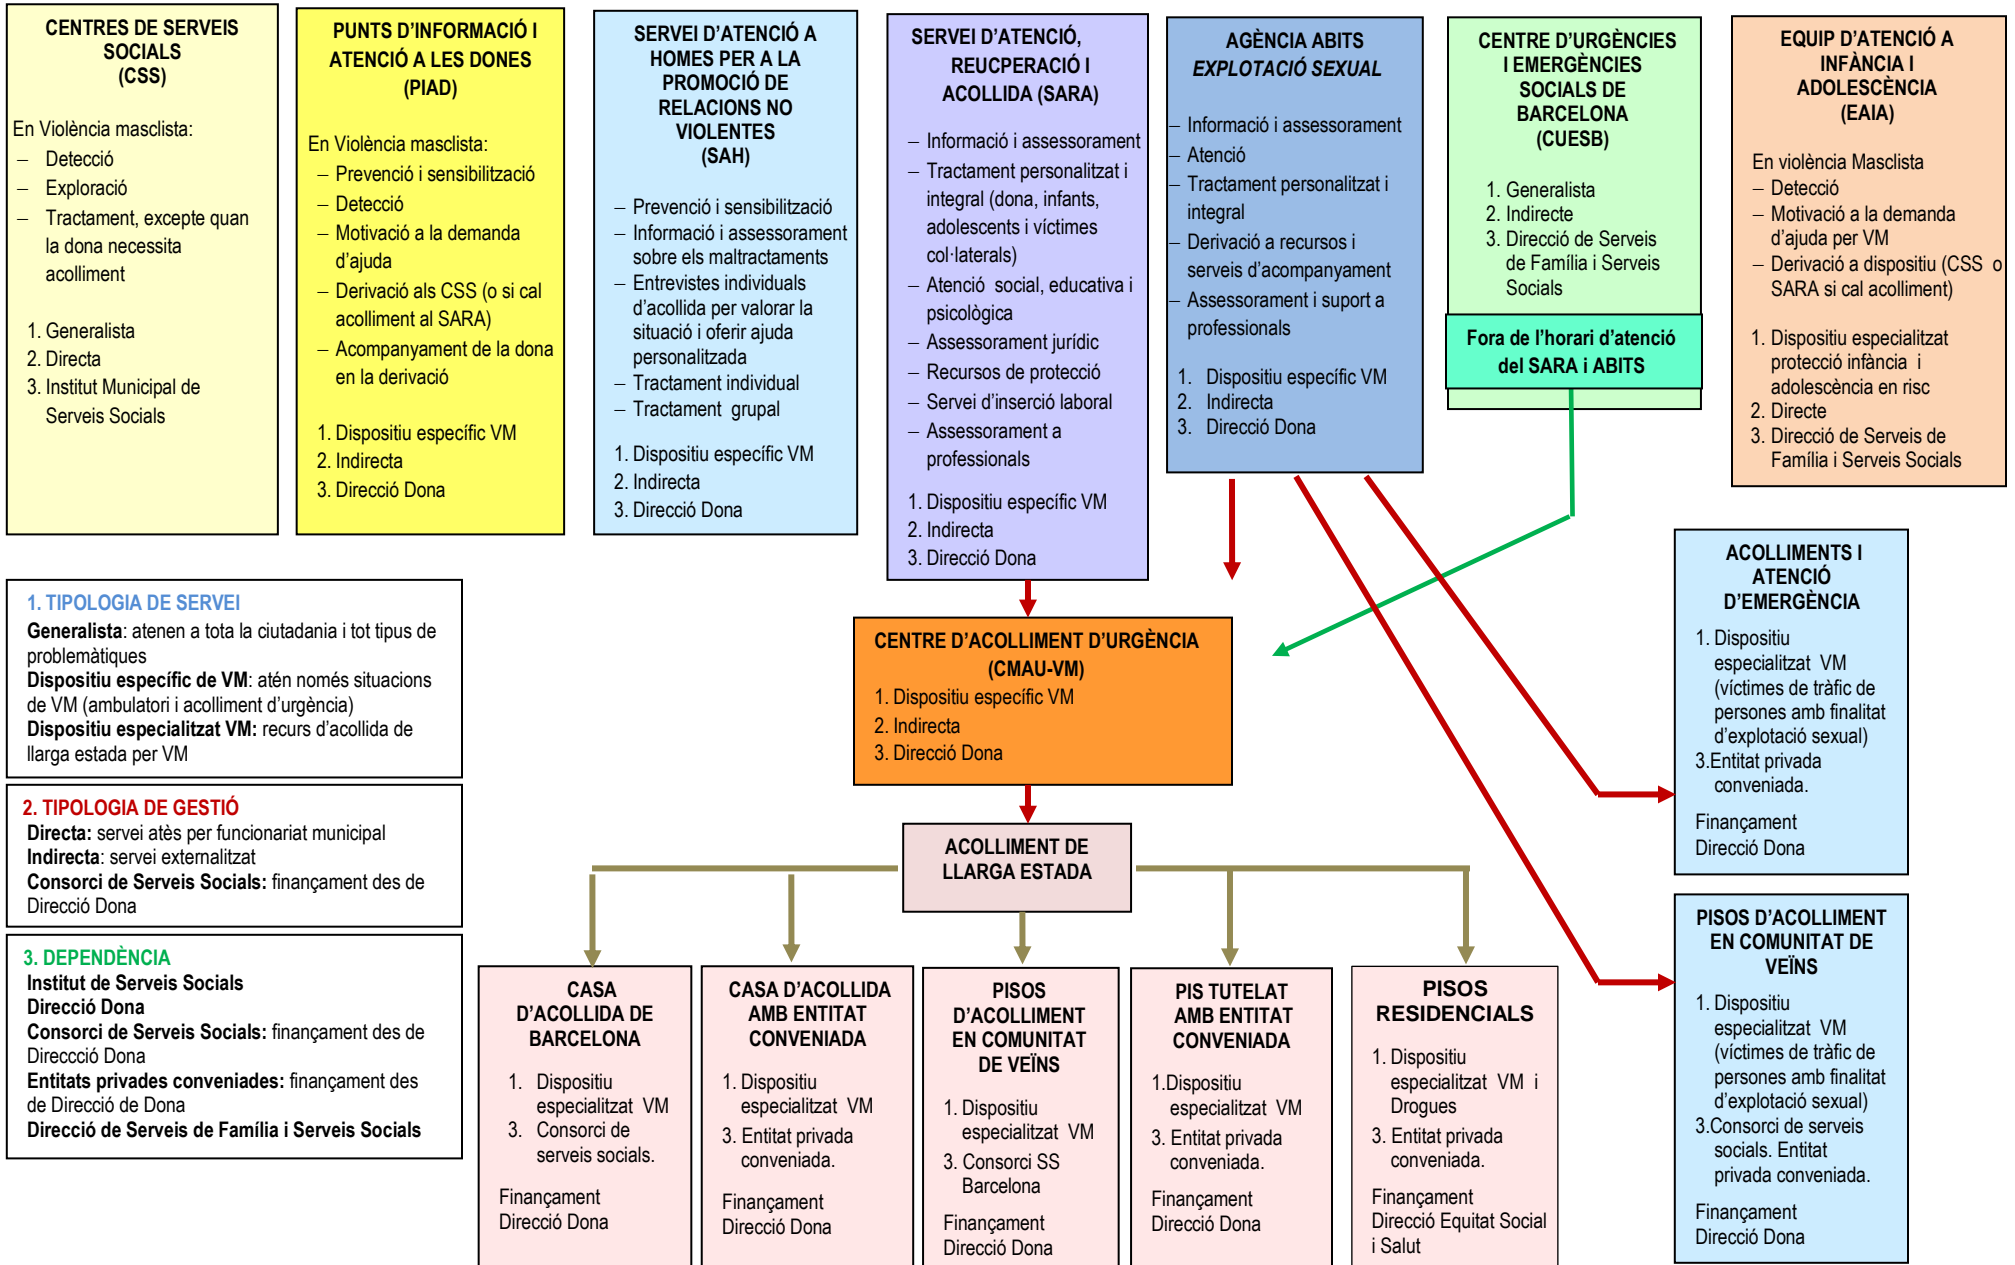 CENTRES DE SERVEIS
SOCIALS
(CSS)
En Violència masclista:
– Detecció
– Exploració
– Tractament, excepte quan
la dona necessita
acolliment
1. Generalista
2. Directa
3. Institut Municipal de
Serveis Socials
PUNTS D'INFORMACIÓ I
ATENCIÓ A LES DONES
(PIAD)
En Violència masclista:
– Prevenció i sensibilització
– Detecció
– Motivació a la demanda
d'ajuda
– Derivació als CSS (o si cal
acolliment al SARA)
– Acompanyament de la dona
en la derivació
1. Dispositiu específic VM
2. Indirecta
3. Direcció Dona
SERVEI D'ATENCIÓ A
HOMES PER A LA
PROMOCIÓ DE
RELACIONS NO
VIOLENTES
(SAH)
– Prevenció i sensibilització
– Informació i assessorament
sobre els maltractaments
– Entrevistes individuals
d'acollida per valorar la
situació i oferir ajuda
personalitzada
– Tractament individual
– Tractament grupal
1. Dispositiu específic VM
2. Indirecta
3. Direcció Dona
SERVEI D'ATENCIÓ,
REUCPERACIÓ I
ACOLLIDA (SARA)
– Informació i assessorament
– Tractament personalitzat i
integral (dona, infants,
adolescents i víctimes
col·laterals)
– Atenció social, educativa i
psicològica
– Assessorament jurídic
– Recursos de protecció
– Servei d'inserció laboral
– Assessorament a
professionals
1. Dispositiu específic VM
2. Indirecta
3. Direcció Dona
AGÈNCIA ABITS
EXPLOTACIÓ SEXUAL
– Informació i assessorament
– Atenció
– Tractament personalitzat i
integral
– Derivació a recursos i
serveis d'acompanyament
– Assessorament i suport a
professionals
1. Dispositiu específic VM
2. Indirecta
3. Direcció Dona
CENTRE D'URGÈNCIES
I EMERGÈNCIES
SOCIALS DE
BARCELONA
(CUESB)
1. Generalista
2. Indirecte
3. Direcció de Serveis
de Família i Serveis
Socials
Fora de l'horari d'atenció
del SARA i ABITS
EQUIP D'ATENCIÓ A
INFÀNCIA I
ADOLESCÈNCIA
(EAIA)
En violència Masclista
– Detecció
– Motivació a la demanda
d'ajuda per VM
– Derivació a dispositiu (CSS o
SARA si cal acolliment)
1. Dispositiu especialitzat
protecció infància i
adolescència en risc
2. Directe
3. Direcció de Serveis de
Família i Serveis Socials
1. TIPOLOGIA DE SERVEI
Generalista: atenen a tota la ciutadania i tot tipus de
problemàtiques
Dispositiu específic de VM: atén només situacions
de VM (ambulatori i acolliment d'urgència)
Dispositiu especialitzat VM: recurs d'acollida de
llarga estada per VM
2. TIPOLOGIA DE GESTIÓ
Directa: servei atès per funcionariat municipal
Indirecta: servei externalitzat
Consorci de Serveis Socials: finançament des de
Direcció Dona
3. DEPENDÈNCIA
Institut de Serveis Socials
Direcció Dona
Consorci de Serveis Socials: finançament des de
Direccció Dona
Entitats privades conveniades: finançament des
de Direcció de Dona
Direcció de Serveis de Família i Serveis Socials
CENTRE D'ACOLLIMENT D'URGÈNCIA
(CMAU-VM)
1. Dispositiu específic VM
2. Indirecta
3. Direcció Dona
ACOLLIMENT DE
LLARGA ESTADA
CASA
D'ACOLLIDA DE
BARCELONA
1. Dispositiu
especialitzat VM
3. Consorci de
serveis socials.
Finançament
Direcció Dona
CASA D'ACOLLIDA
AMB ENTITAT
CONVENIADA
1. Dispositiu
especialitzat VM
3. Entitat privada
conveniada.
Finançament
Direcció Dona
PISOS
D'ACOLLIMENT
EN COMUNITAT
DE VEÏNS
1. Dispositiu
especialitzat VM
3. Consorci SS
Barcelona
Finançament
Direcció Dona
PIS TUTELAT
AMB ENTITAT
CONVENIADA
1.Dispositiu
especialitzat VM
3. Entitat privada
conveniada.
Finançament
Direcció Dona
PISOS
RESIDENCIALS
1. Dispositiu
especialitzat VM i
Drogues
3. Entitat privada
conveniada.
Finançament
Direcció Equitat Social
i Salut
ACOLLIMENTS I
ATENCIÓ
D'EMERGÈNCIA
1. Dispositiu
especialitzat VM
(víctimes de tràfic de
persones amb finalitat
d'explotació sexual)
3.Entitat privada
conveniada.
Finançament
Direcció Dona
PISOS D'ACOLLIMENT
EN COMUNITAT DE
VEÏNS
1. Dispositiu
especialitzat VM
(víctimes de tràfic de
persones amb finalitat
d'explotació sexual)
3.Consorci de serveis
socials. Entitat
privada conveniada.
Finançament
Direcció Dona